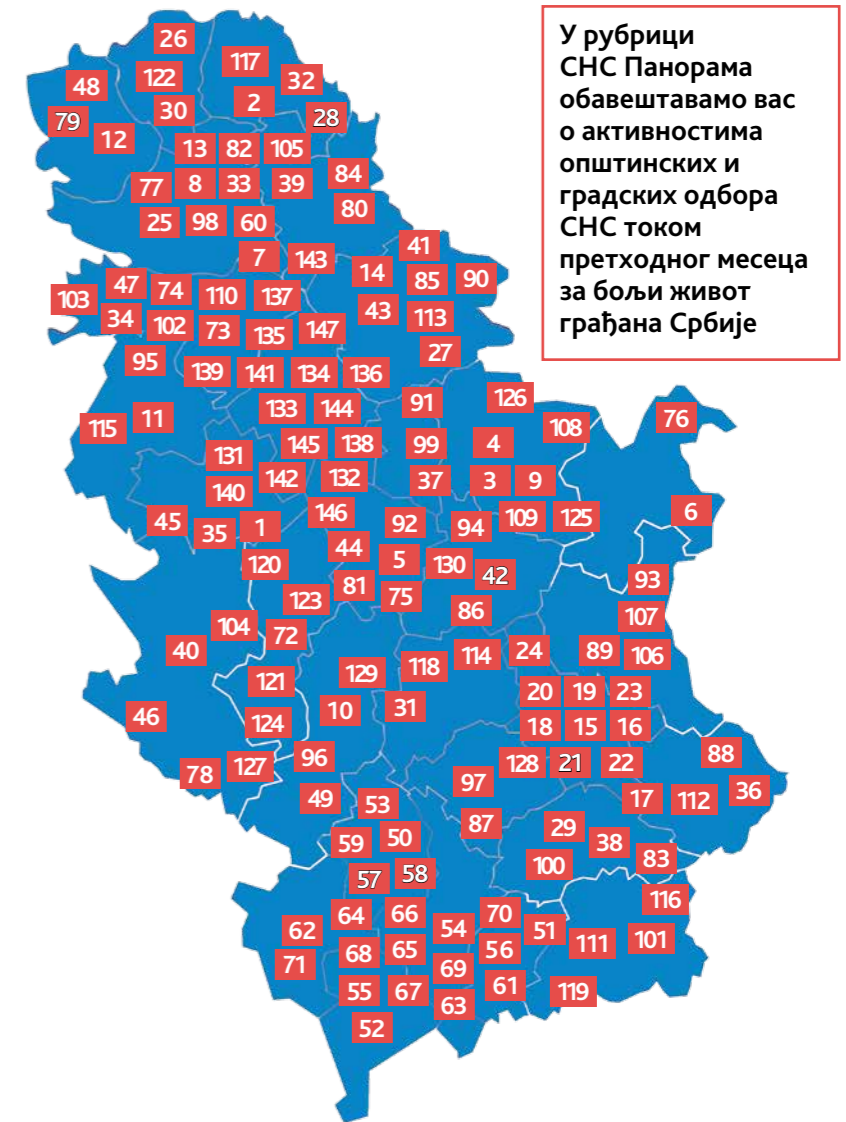 У рубрици
СНС Панорама
обавештавамо вас
о активностима
општинских и
градских одбора
СНС током
претходног месеца
за бољи живот
грађана Србије
26
117
48
122
32
30
2
79
28
12
13 82 105
77 8 33 39 84
25 98 60 80
7 143 41
14 85 90
103 47 74 110 137
34 102 73 135 147 43 113
95 27
139 141 134 136
133 144 91 126
115 11 108 76
131 145 138 99 4
140 142 132 37 3 9
45 35 1 146 92 94 109 125 6
120 44 5 130 42
123 81 75 86 93
107
104 72
40 129 118 114 24 89 106
121
46 124 10 31 20 19 23
18 15 16
78 127 96 128 21 22 88
49 53 97 17 112 36
59 50 87 29 38
57 58 100 83
64 66 70 116
62 54 51
71 68 65 56 111 101
69
55 67 63 61 119
52